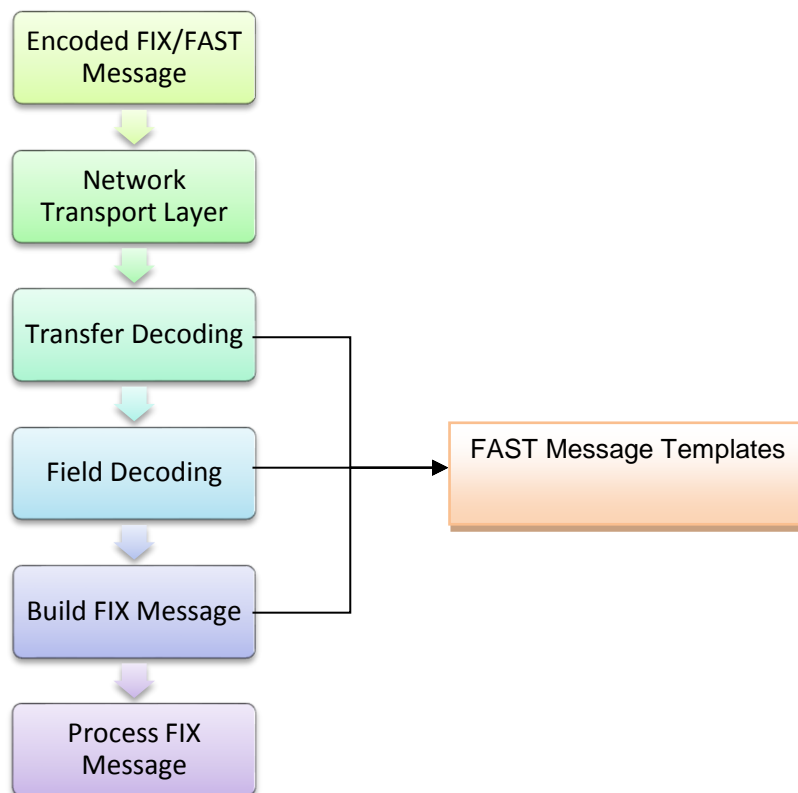 Encoded FIX/FAST
Message
Network
Transport Layer
Transfer Decoding
Field Decoding
FAST Message Templates
Build FIX Message
Process FIX
Message